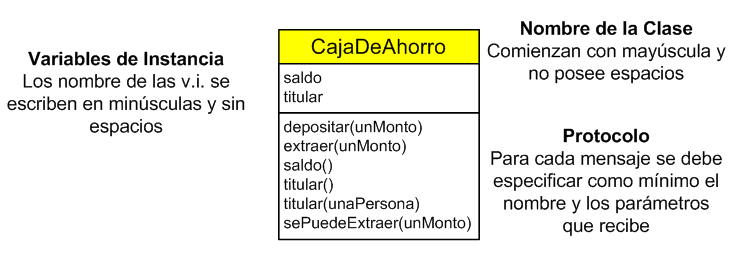 Variables de Instancia
Los nombre de las v.i. se
escriben en minúsculas y sin
espacios
CajaDeAhorro
saldo
titular
depositar(unMonto)
extraer(unMonto)
saldo()
titular()
titular(unaPersona)
sePuedeExtraer(unMonto)
Nombre de la Clase
Comienzan con mayúscula y
no posee espacios
Protocolo
Para cada mensaje se debe
especificar como mínimo el
nombre y los parámetros
que recibe